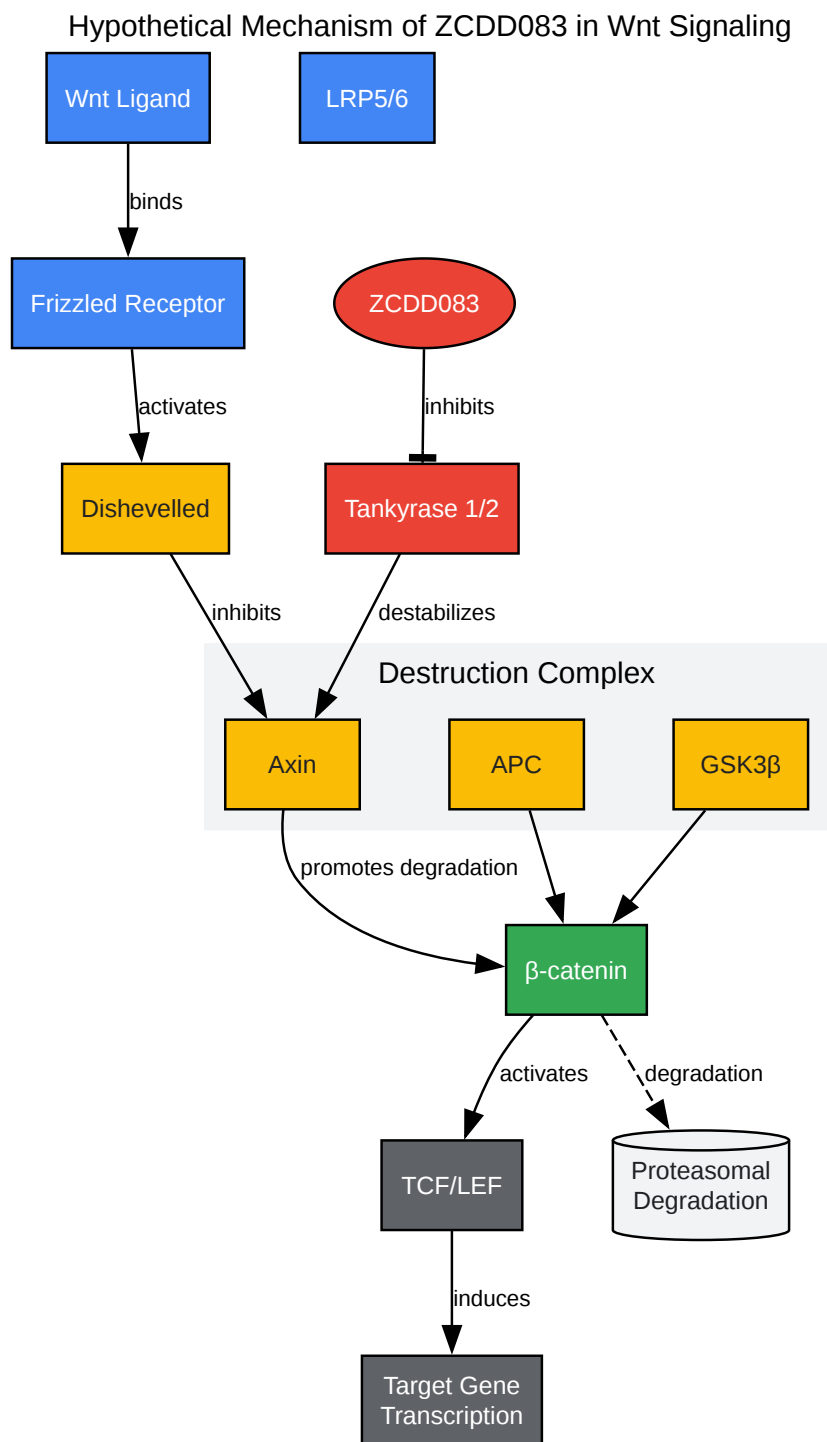 Hypothetical Mechanism of ZCDD083 in Wnt Signaling
Wnt Ligand
LRP5/6
binds
Frizzled Receptor
ZCDD083
activates
inhibits
Dishevelled
Tankyrase 1/2
inhibits
destabilizes
Destruction Complex
Axin
APC
GSK3β
promotes degradation
β-catenin
activates
degradation
TCF/LEF
Proteasomal
Degradation
induces
Target Gene
Transcription